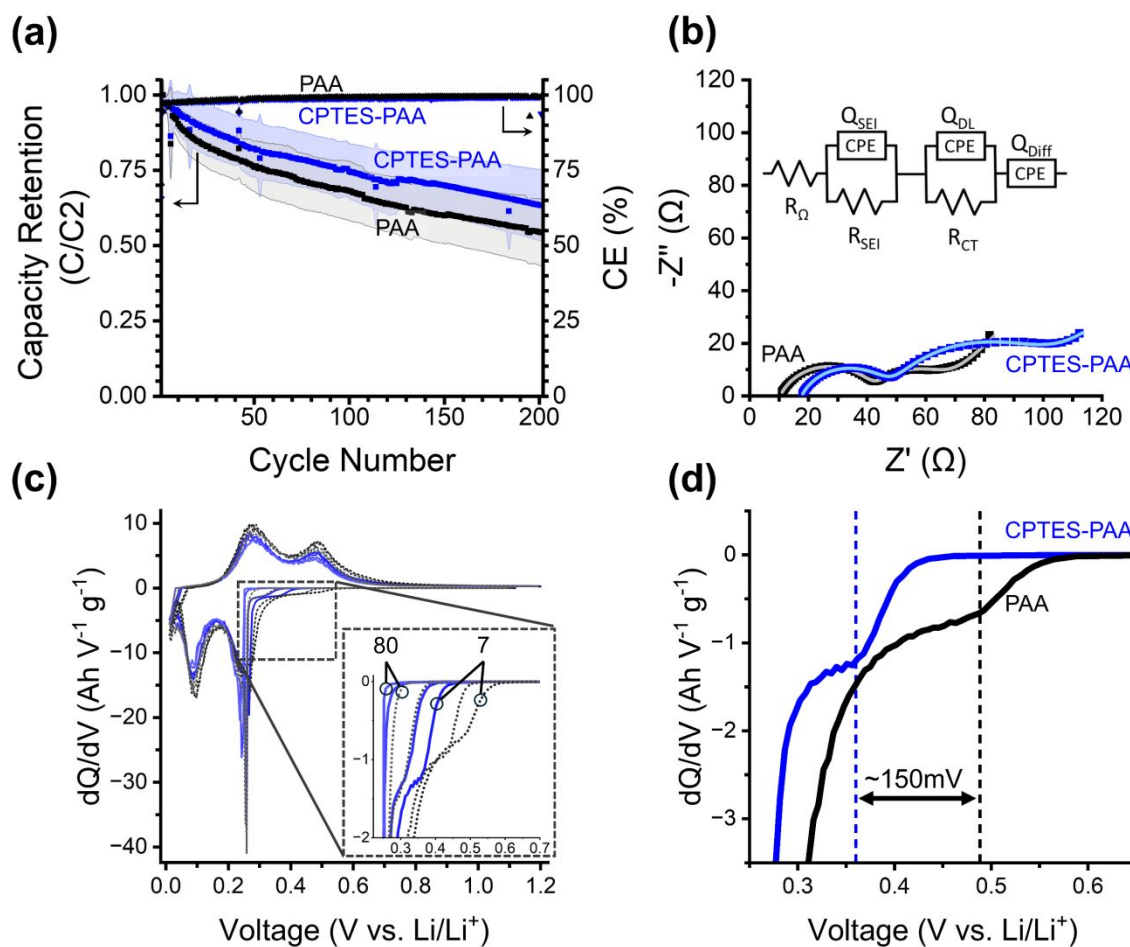 (a)
PAA
CPTES-PAA
CPTES-PAA
PAA
1.00
0.75
0.50
0.25
0.00
100
75
50
25
0
50
100
150
200
Capacity Retention
(C/C2)
CE (%)
Cycle Number
(b)
120
100
80
60
40
20
0
0
20
40
60
80
100
120
-Z'' (Ω)
Z' (Ω)
Q_SEI
CPE
Q_DL
CPE
Q_Diff
CPE
R_Ω
R_SEI
R_CT
PAA
CPTES-PAA
(c)
10
0
−10
−20
−30
−40
0.0
0.2
0.4
0.6
0.8
1.0
1.2
dQ/dV (Ah V⁻¹ g⁻¹)
Voltage (V vs. Li/Li⁺)
80
7
0
−1
−2
0.3 0.4 0.5 0.6 0.7
(d)
CPTES-PAA
PAA
~150mV
0
−1
−2
−3
0.3
0.4
0.5
0.6
dQ/dV (Ah V⁻¹ g⁻¹)
Voltage (V vs. Li/Li⁺)